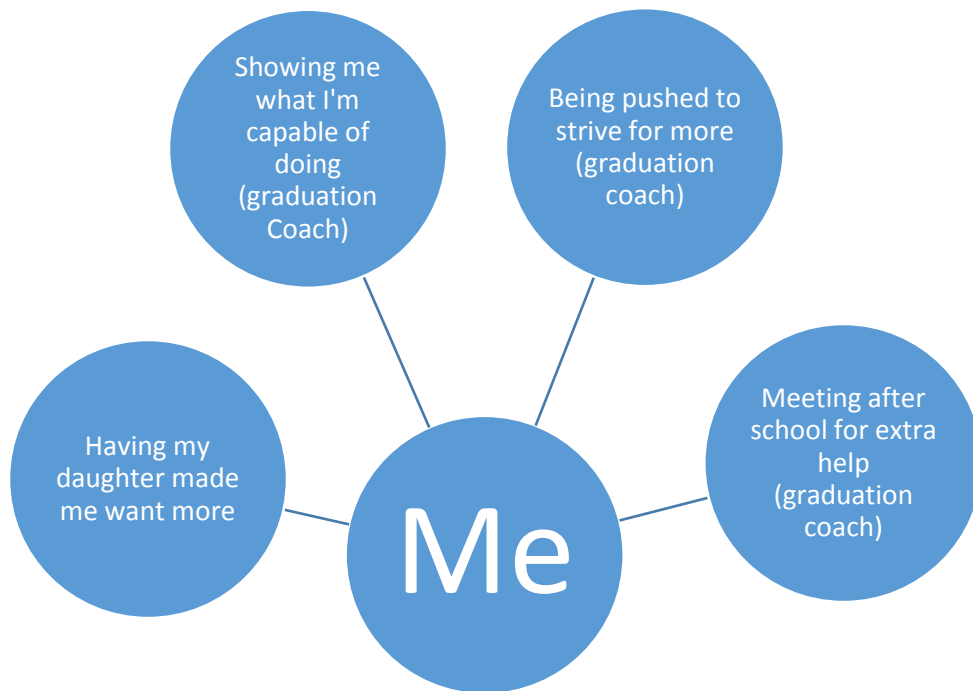 Showing me
what I'm
capable of
doing
(graduation
Coach)
Being pushed to
strive for more
(graduation
coach)
Having my
daughter made
me want more
Meeting after
school for extra
help
(graduation
coach)
Me